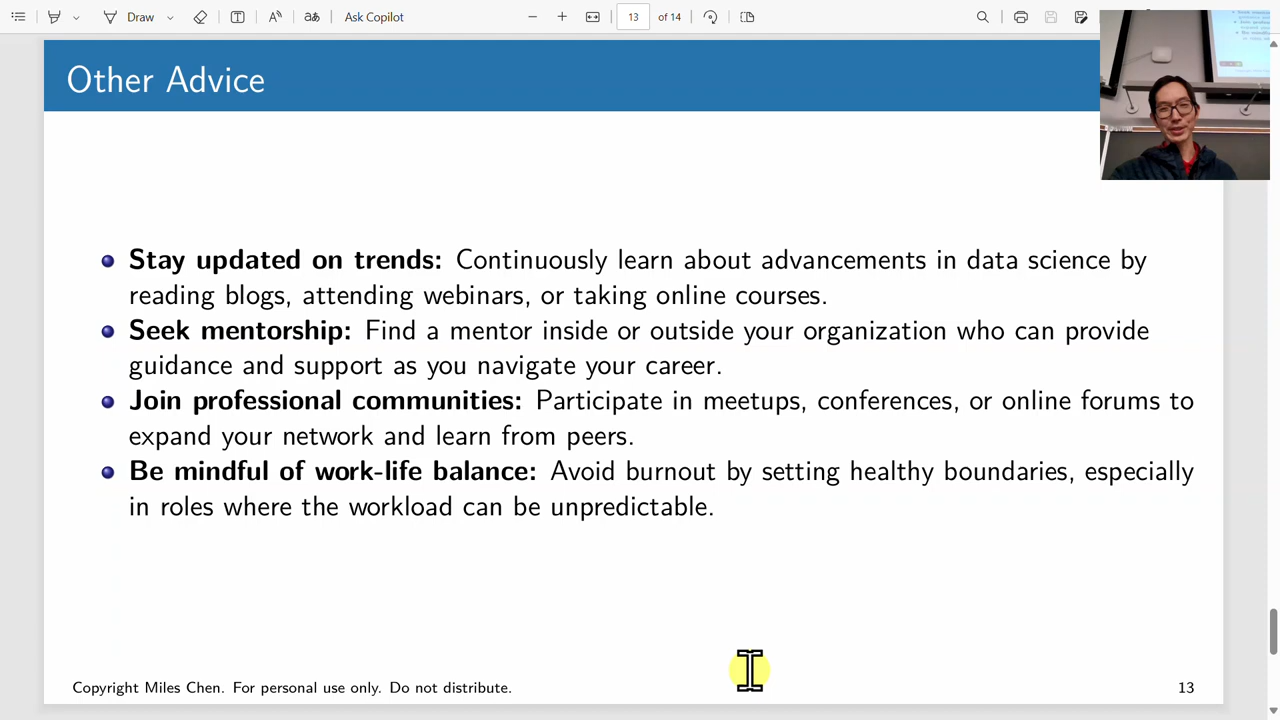 Draw
Ask Copilot
13 of 14
Other Advice
Stay updated on trends: Continuously learn about advancements in data science by
reading blogs, attending webinars, or taking online courses.
Seek mentorship: Find a mentor inside or outside your organization who can provide
guidance and support as you navigate your career.
Join professional communities: Participate in meetups, conferences, or online forums to
expand your network and learn from peers.
Be mindful of work-life balance: Avoid burnout by setting healthy boundaries, especially
in roles where the workload can be unpredictable.
Copyright Miles Chen. For personal use only. Do not distribute.
13